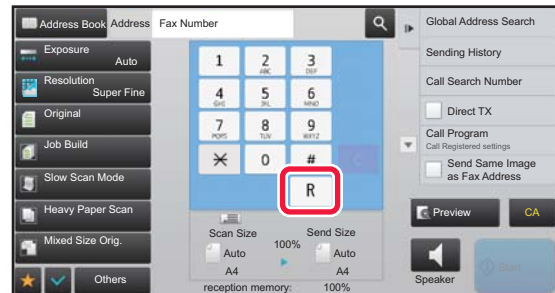 Address Book
Address
Fax Number
Exposure
Auto
Resolution
Super Fine
Original
Job Build
Slow Scan Mode
Heavy Paper Scan
Mixed Size Orig.
Others
1
2
ABC
3
DEF
4
GHI
5
JKL
6
MNO
7
PQRS
8
TUV
9
WXYZ
0
#
C
R
Scan Size
Send Size
100%
Auto
Auto
A4
A4
reception memory: 100%
Global Address Search
Sending History
Call Search Number
Direct TX
Call Program
Call Registered settings
Send Same Image
as Fax Address
Preview
CA
Speaker
Start